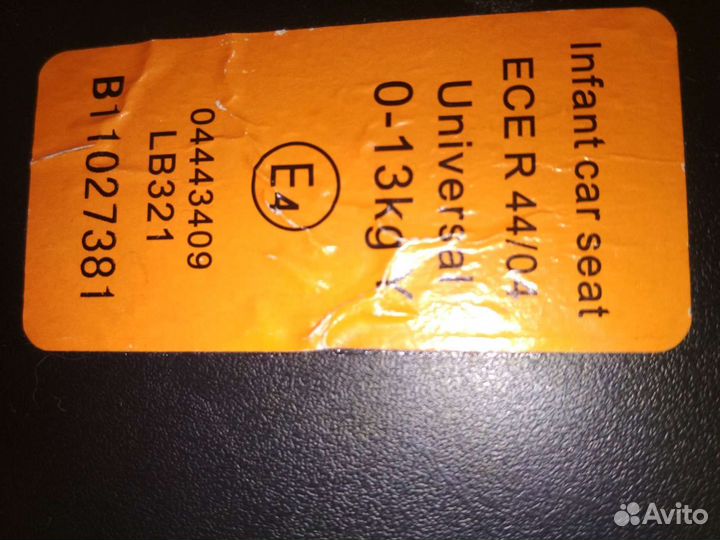 Infant car seat
ECE R 44/04
Universal
0-13kg Y
E4
04443409
LB321
B11027381
Avito